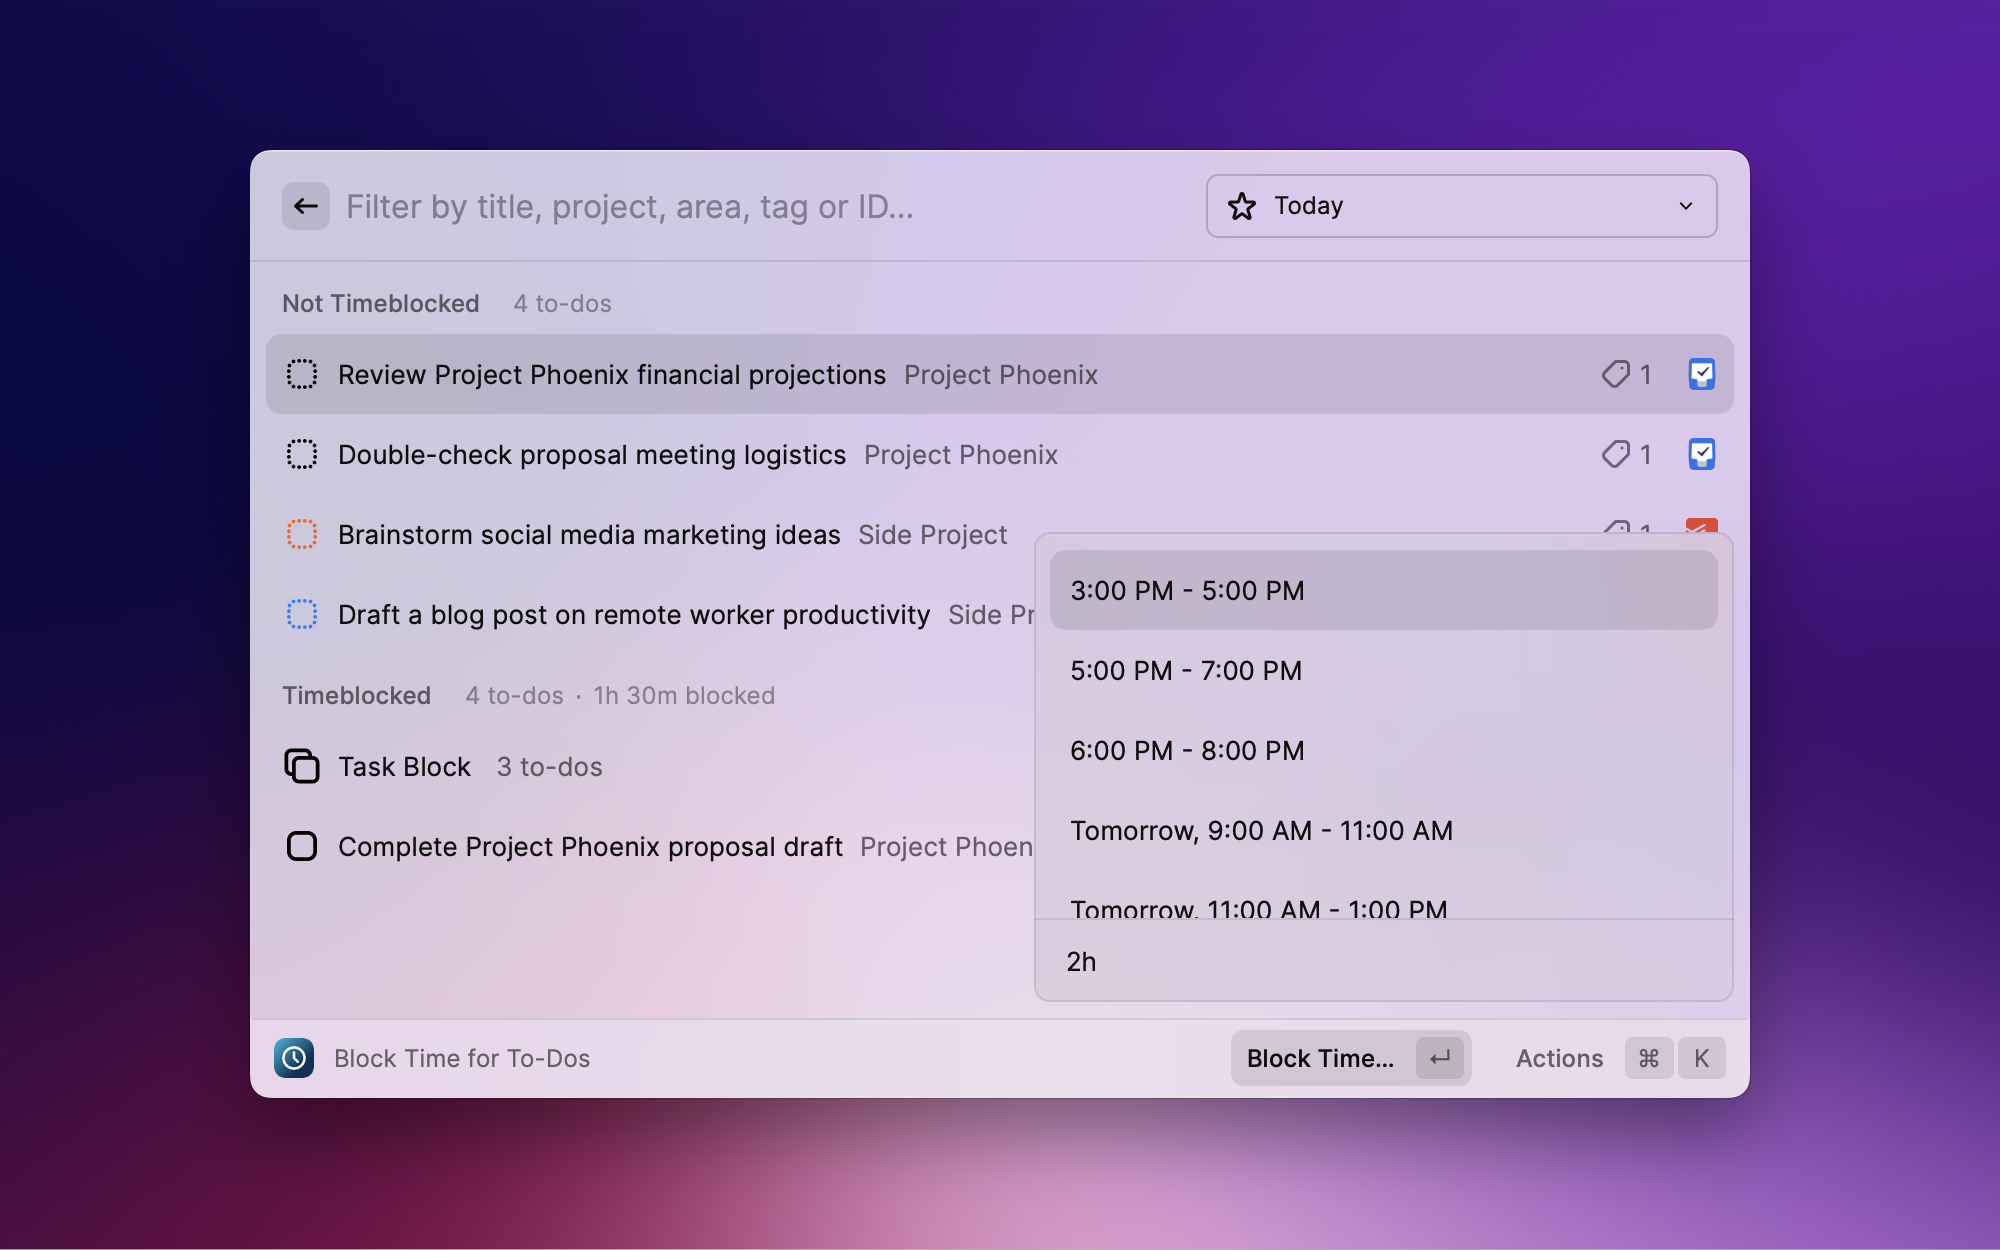 Filter by title, project, area, tag or ID...
Today
Not Timeblocked 4 to-dos
Review Project Phoenix financial projections Project Phoenix 1
Double-check proposal meeting logistics Project Phoenix 1
Brainstorm social media marketing ideas Side Project 1
Draft a blog post on remote worker productivity Side Pr
Timeblocked 4 to-dos · 1h 30m blocked
Task Block 3 to-dos
Complete Project Phoenix proposal draft Project Phoen
3:00 PM - 5:00 PM
5:00 PM - 7:00 PM
6:00 PM - 8:00 PM
Tomorrow, 9:00 AM - 11:00 AM
Tomorrow, 11:00 AM - 1:00 PM
2h
Block Time for To-Dos
Block Time... ↵ Actions ⌘ K